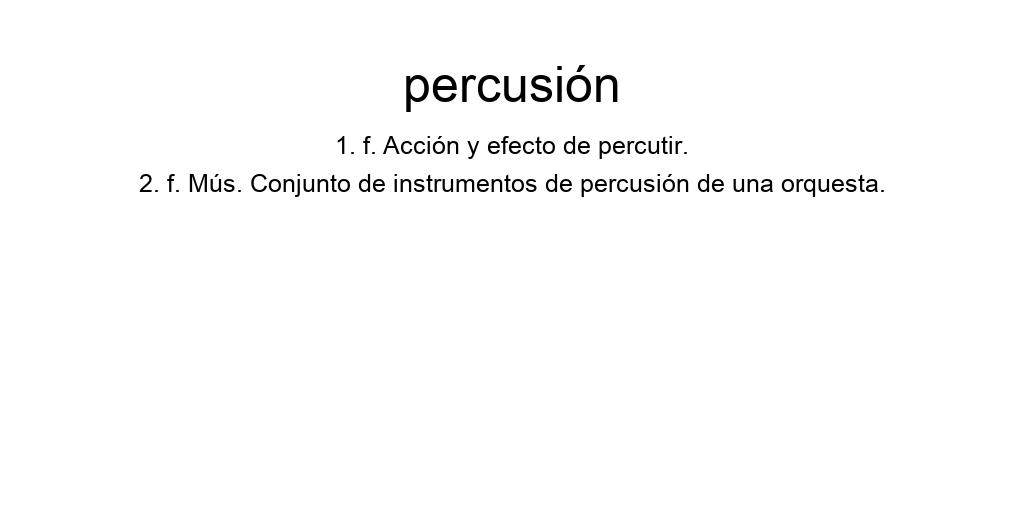 percusión
1. f. Acción y efecto de percutir.
2. f. Mús. Conjunto de instrumentos de percusión de una orquesta.